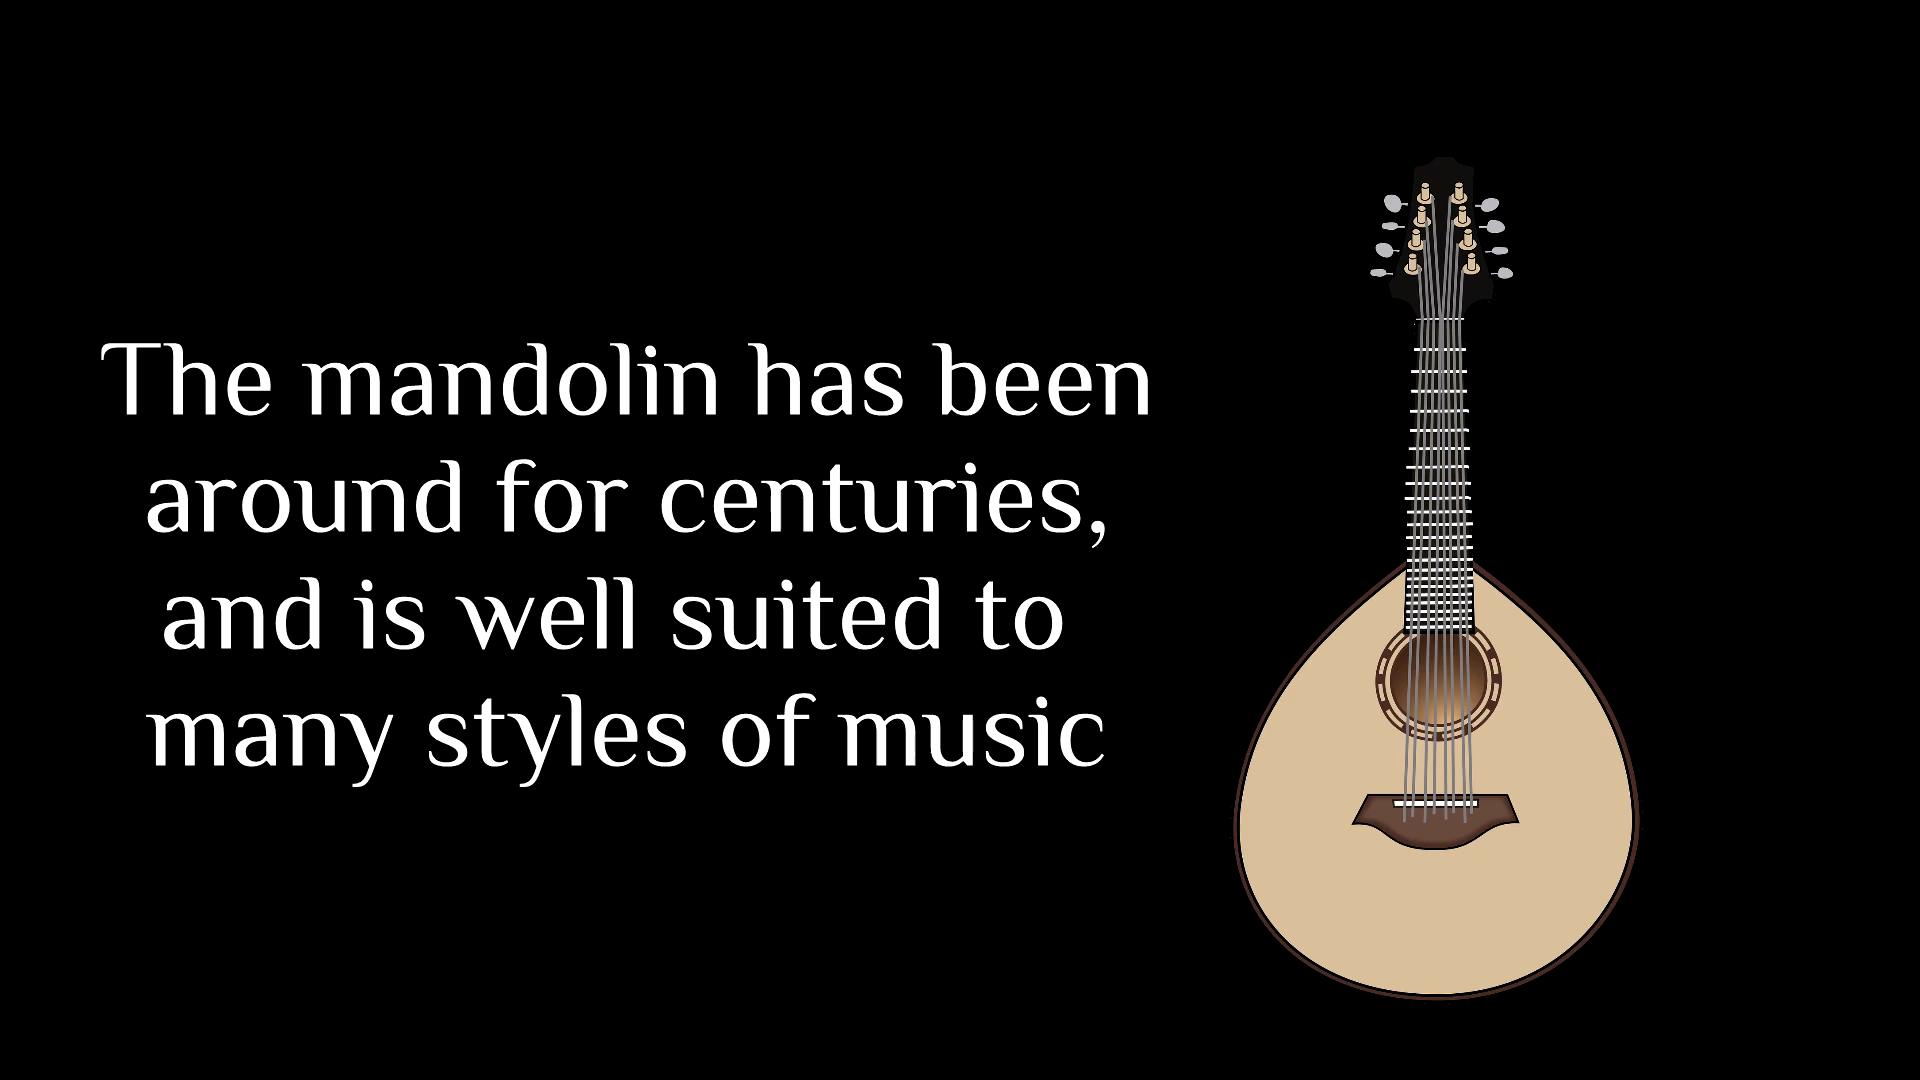 The mandolin has been
around for centuries,
and is well suited to
many styles of music